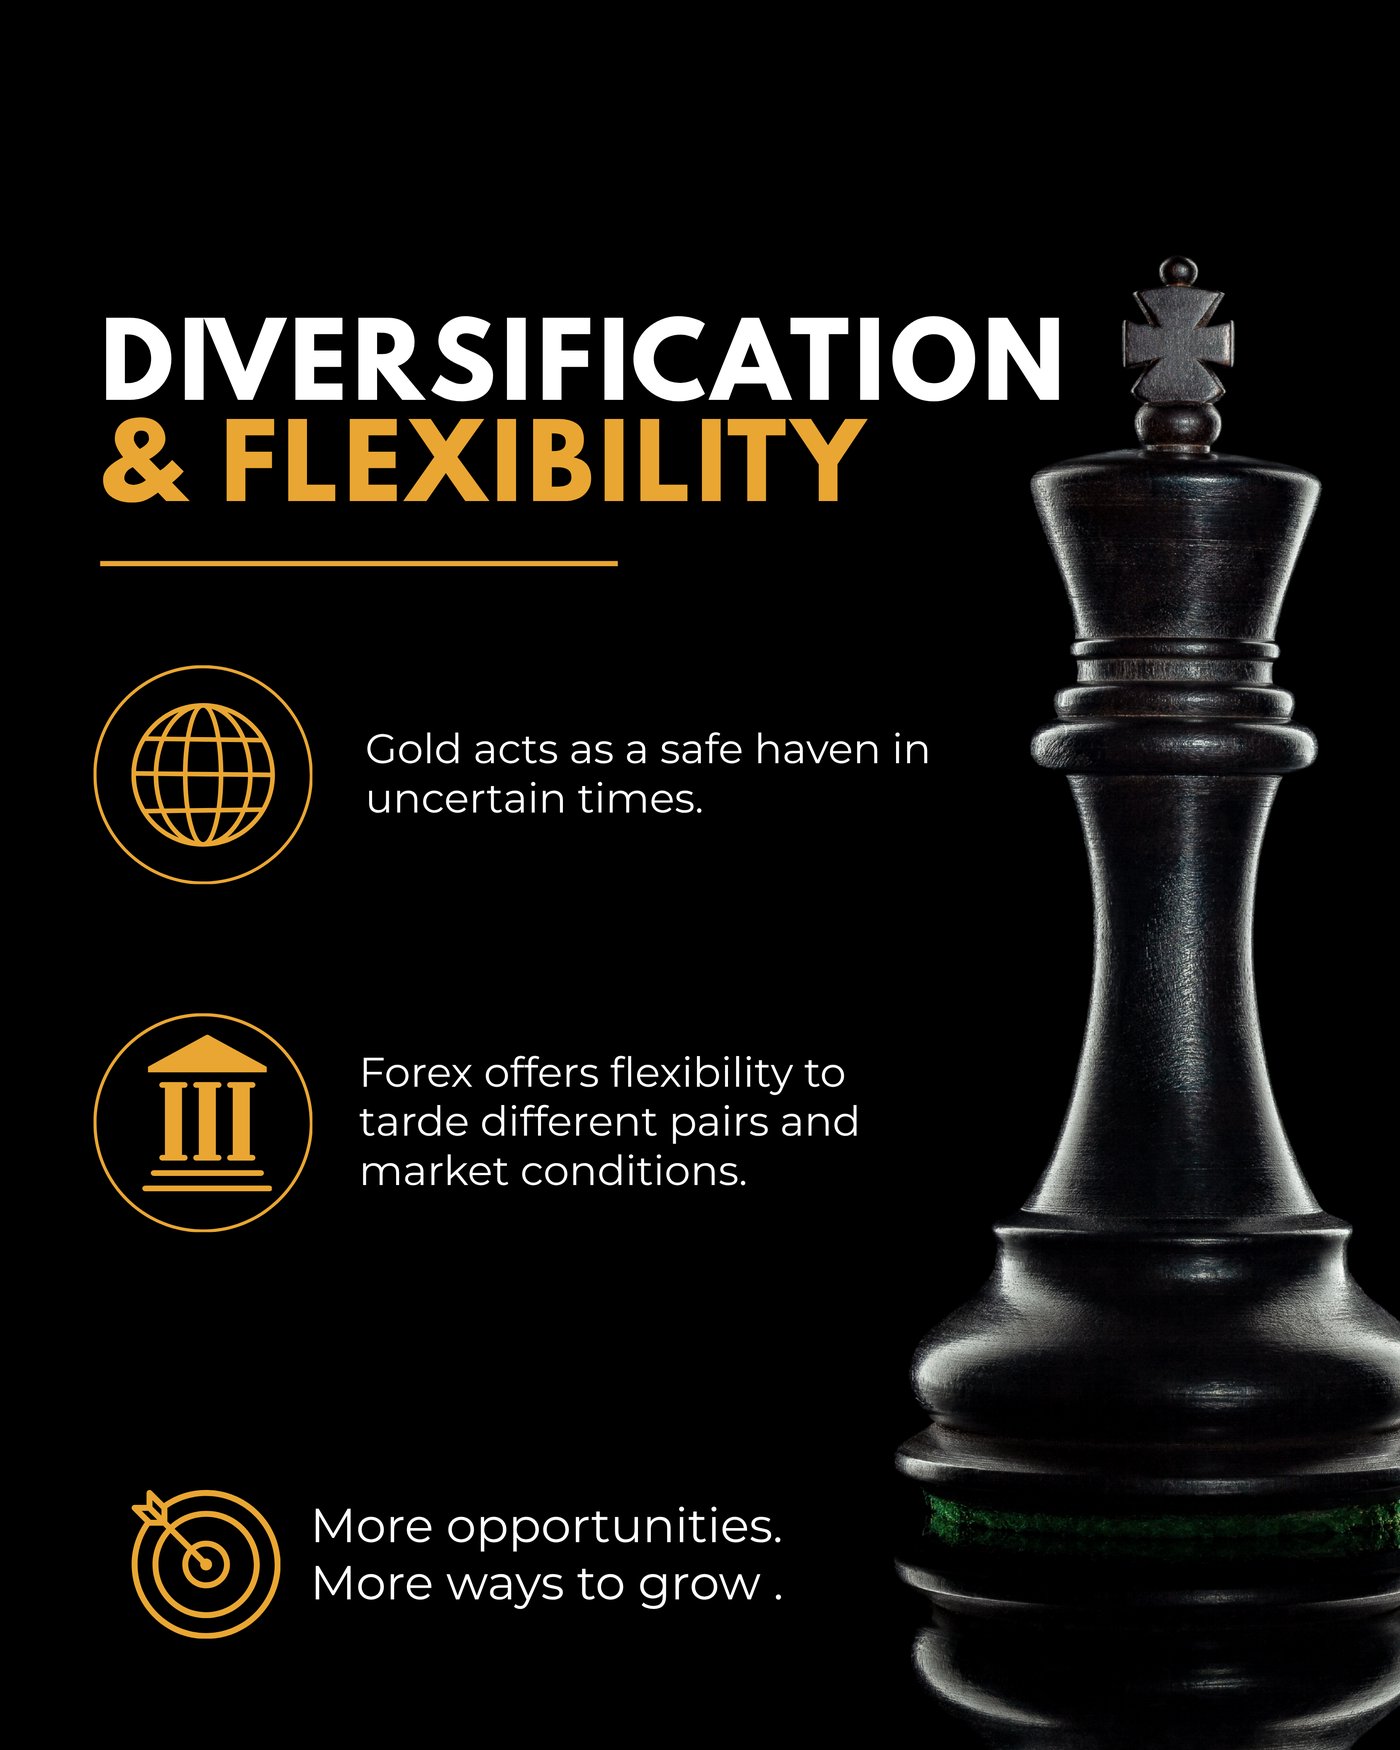 DIVERSIFICATION
& FLEXIBILITY
Gold acts as a safe haven in
uncertain times.
Forex offers flexibility to
tarde different pairs and
market conditions.
More opportunities.
More ways to grow .